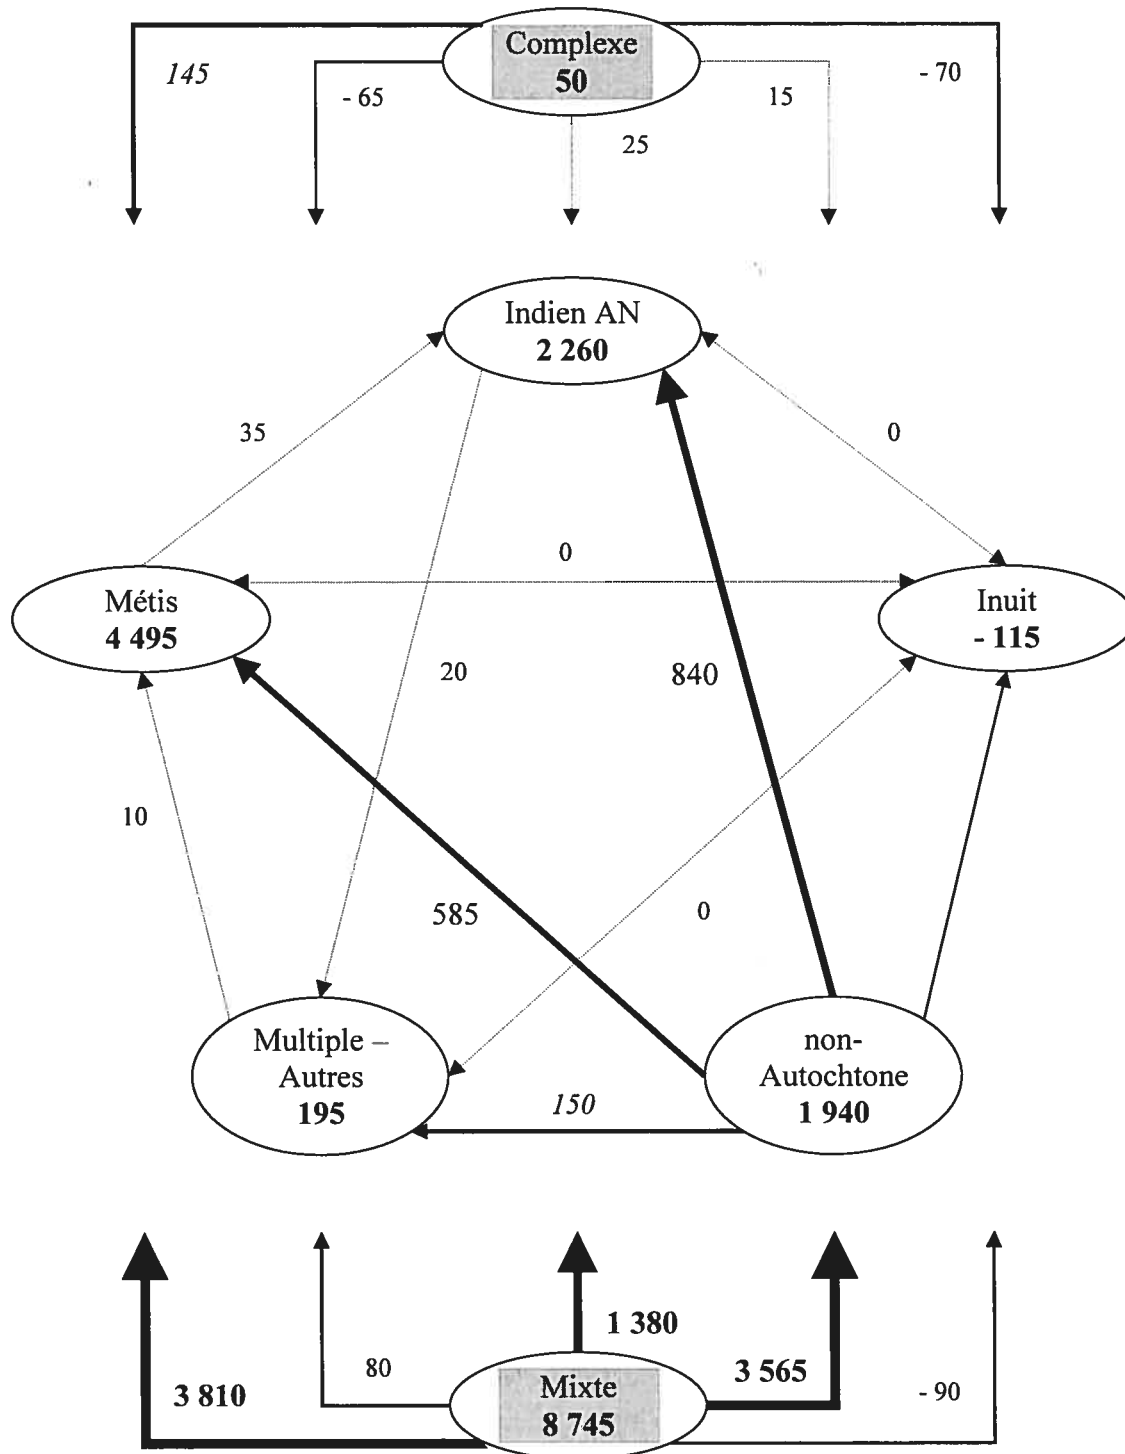 Complexe
50
145
- 65
25
15
- 70
Indien AN
2 260
35
0
0
Métis
4 495
Inuit
- 115
20
840
10
585
0
Multiple –
Autres
195
non-
Autochtone
1 940
150
1 380
3 810
80
Mixte
8 745
3 565
- 90